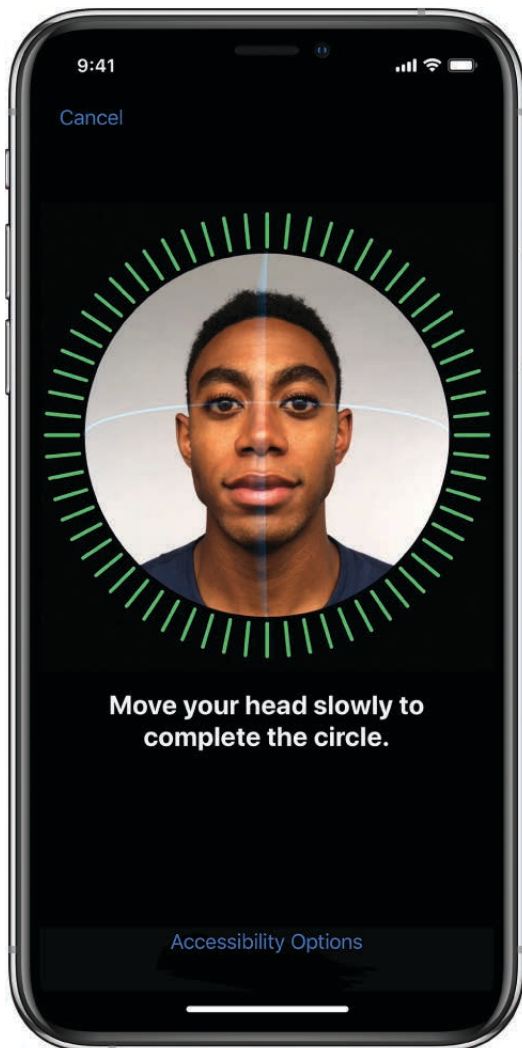 9:41
Cancel
Move your head slowly to
complete the circle.
Accessibility Options